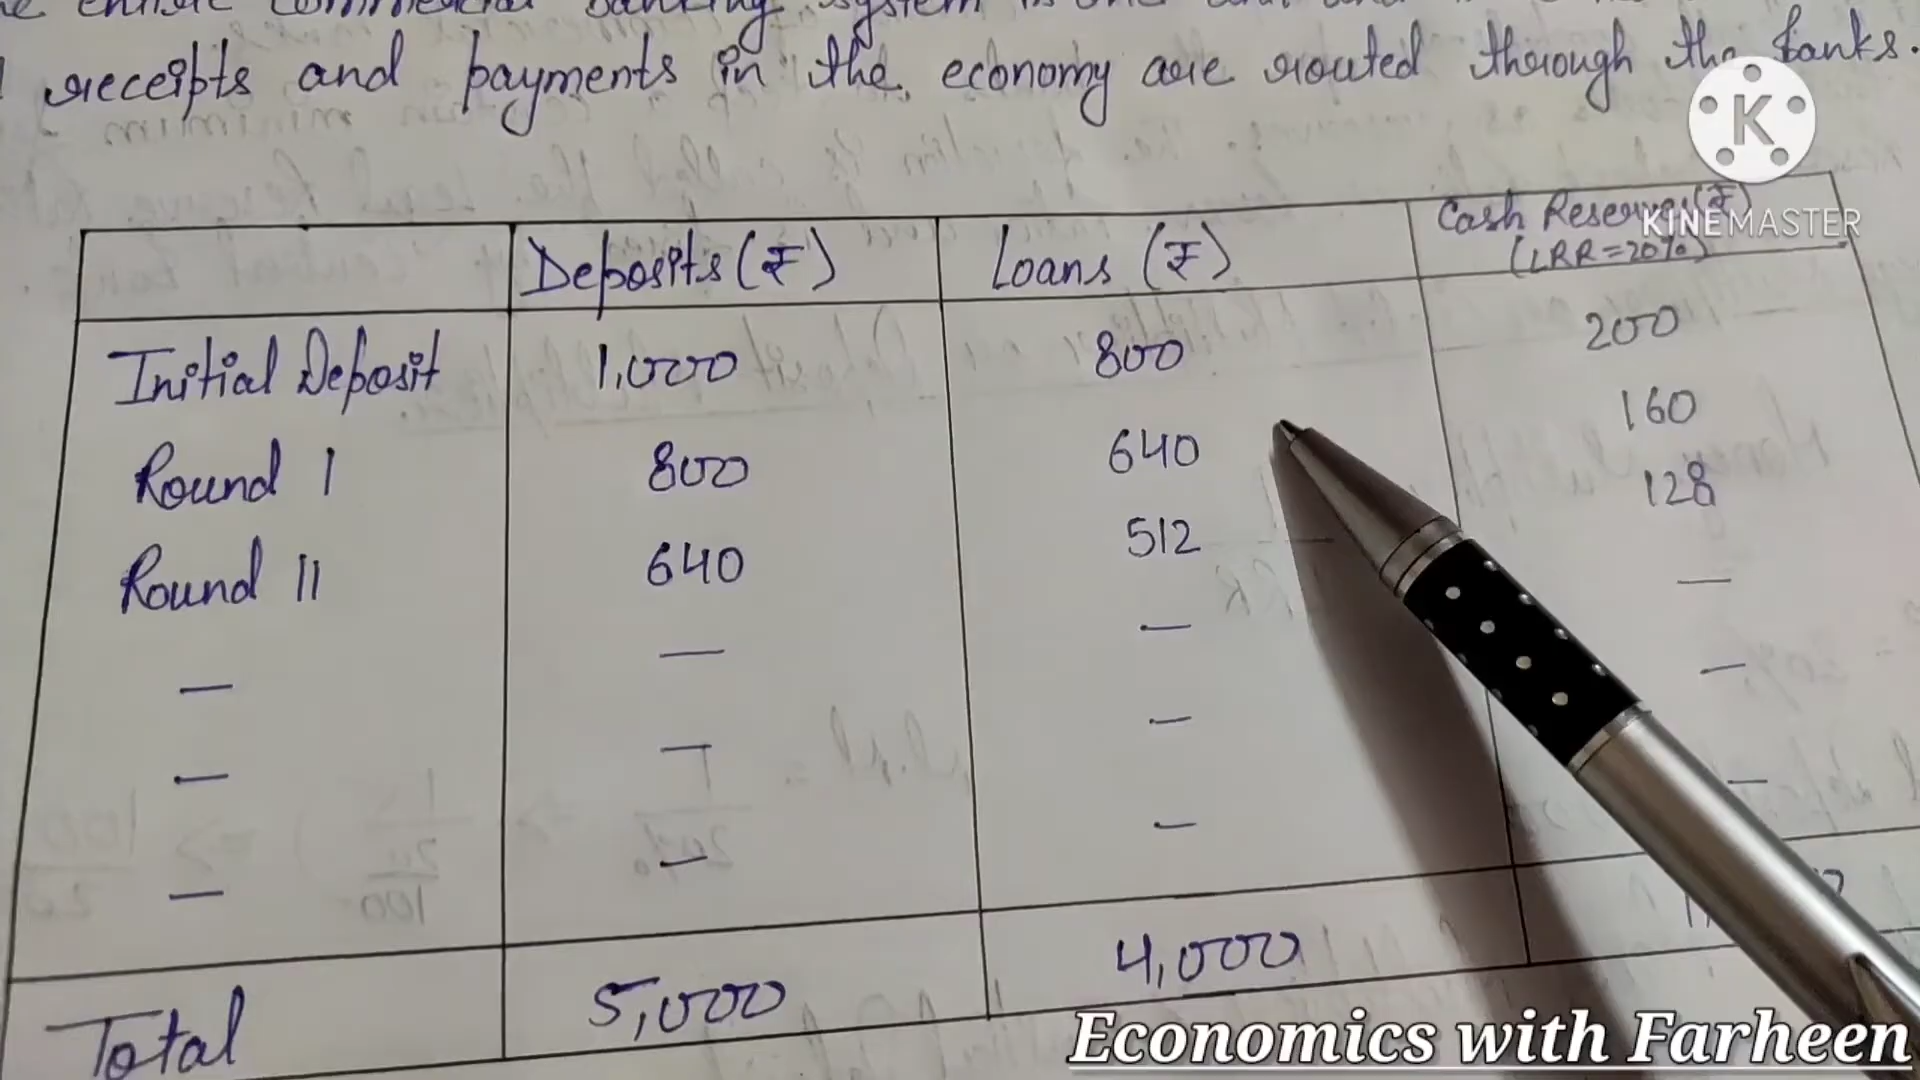 receipts and payments in the economy are routed through the banks.
K
KINEMASTER
Deposits (₹) Loans (₹) Cash Reserves (₹)
(LRR=20%)
Initial Deposit 1,000 800 200
Round I 800 640 160
Round II 640 512 128
— — — —
— — — —
— — — —
Total 5,000 4,000
Economics with Farheen